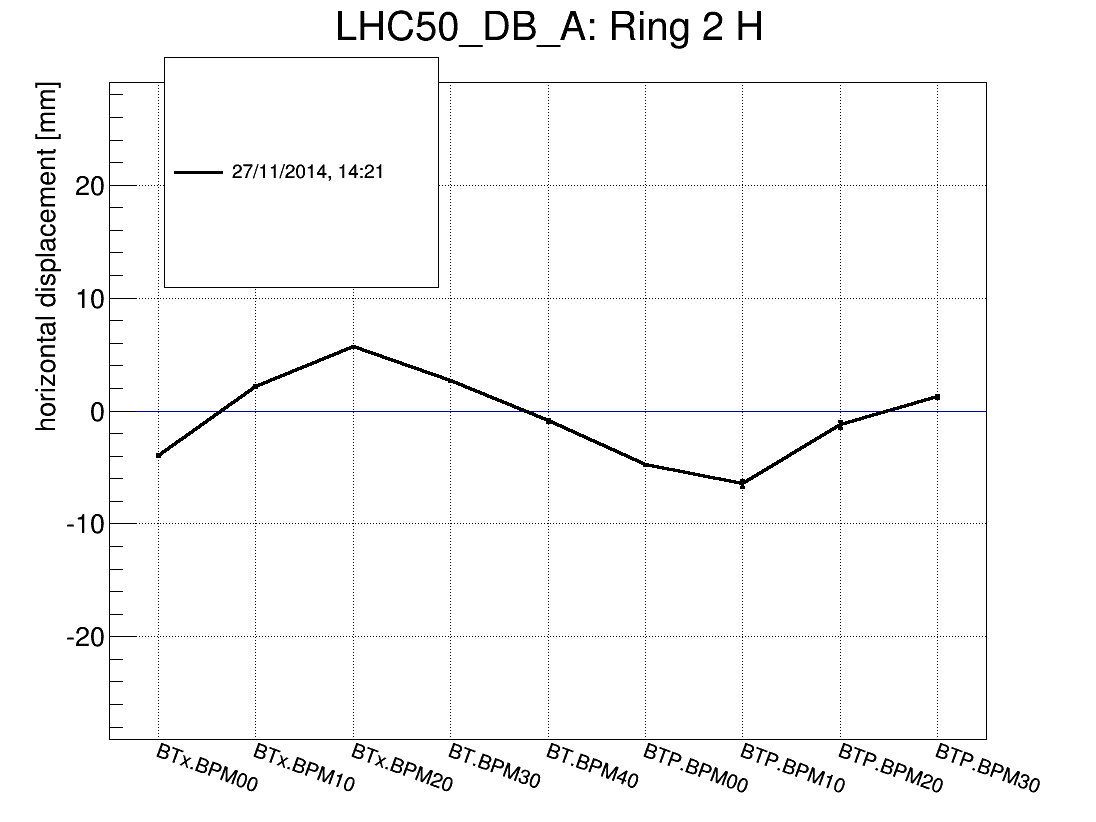 LHC50_DB_A: Ring 2 H
horizontal displacement [mm]
27/11/2014, 14:21
20
10
0
-10
-20
BTx.BPM00
BTx.BPM10
BTx.BPM20
BT.BPM30
BT.BPM40
BTP.BPM00
BTP.BPM10
BTP.BPM20
BTP.BPM30